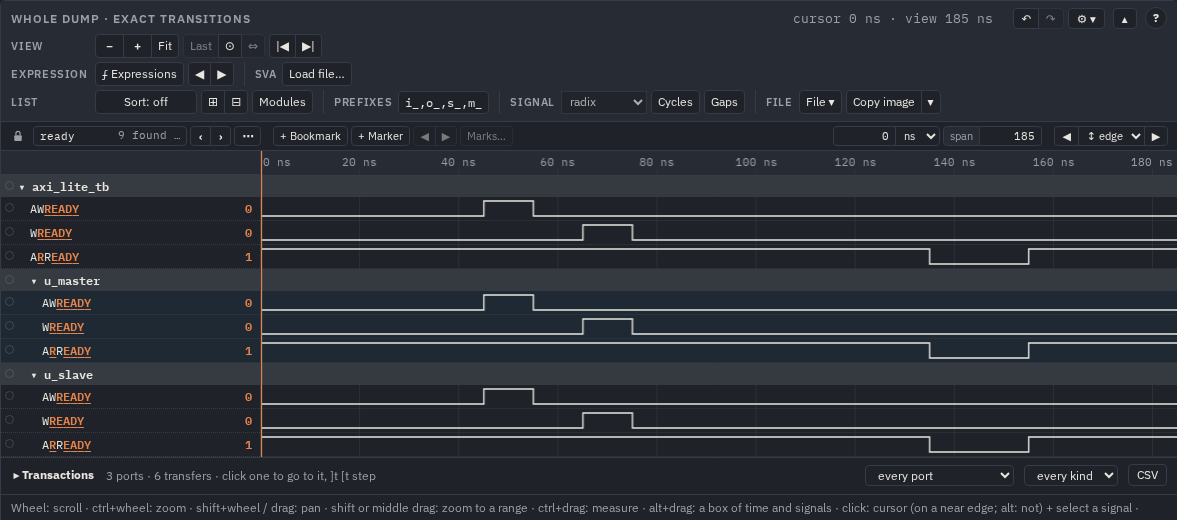 WHOLE DUMP · EXACT TRANSITIONS cursor 0 ns · view 185 ns ↶ ↷ ⚙ ▾ ▴ ?
VIEW − + Fit Last ⊙ ⇔ |◀ ▶|
EXPRESSION ⨍ Expressions ◀ ▶ SVA Load file…
LIST Sort: off ⊞ ⊟ Modules PREFIXES i_,o_,s_,m_ SIGNAL radix Cycles Gaps FILE File ▾ Copy image ▾
ready 9 found … ‹ › ⋯ + Bookmark + Marker ◀ ▶ Marks… 0 ns span 185 ◀ ↕ edge ▶
0 ns 20 ns 40 ns 60 ns 80 ns 100 ns 120 ns 140 ns 160 ns 180 ns
▾ axi_lite_tb
AWREADY 0
WREADY 0
ARREADY 1
▾ u_master
AWREADY 0
WREADY 0
ARREADY 1
▾ u_slave
AWREADY 0
WREADY 0
ARREADY 1
▸ Transactions 3 ports · 6 transfers · click one to go to it, ]t [t step every port every kind CSV
Wheel: scroll · ctrl+wheel: zoom · shift+wheel / drag: pan · shift or middle drag: zoom to a range · ctrl+drag: measure · alt+drag: a box of time and signals · click: cursor (on a near edge; alt: not) + select a signal ·